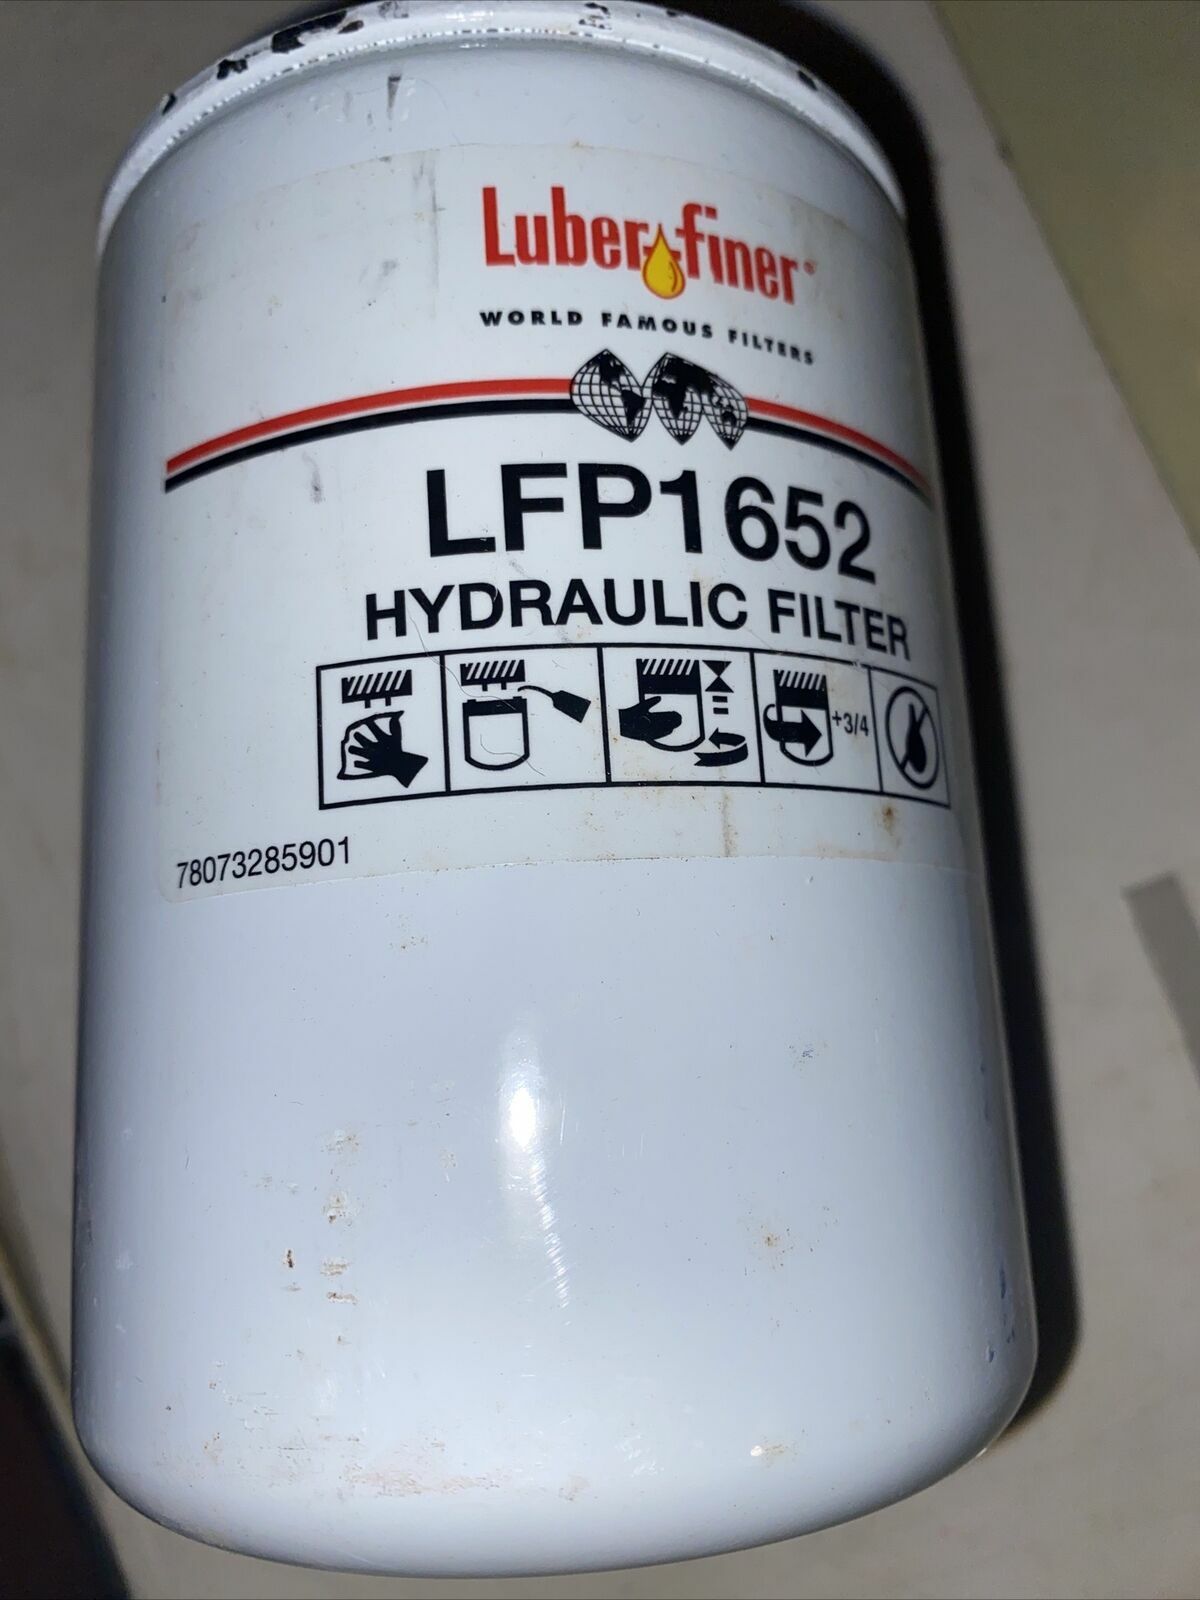 Luber-finer®
WORLD FAMOUS FILTERS
LFP1652
HYDRAULIC FILTER
+3/4
78073285901